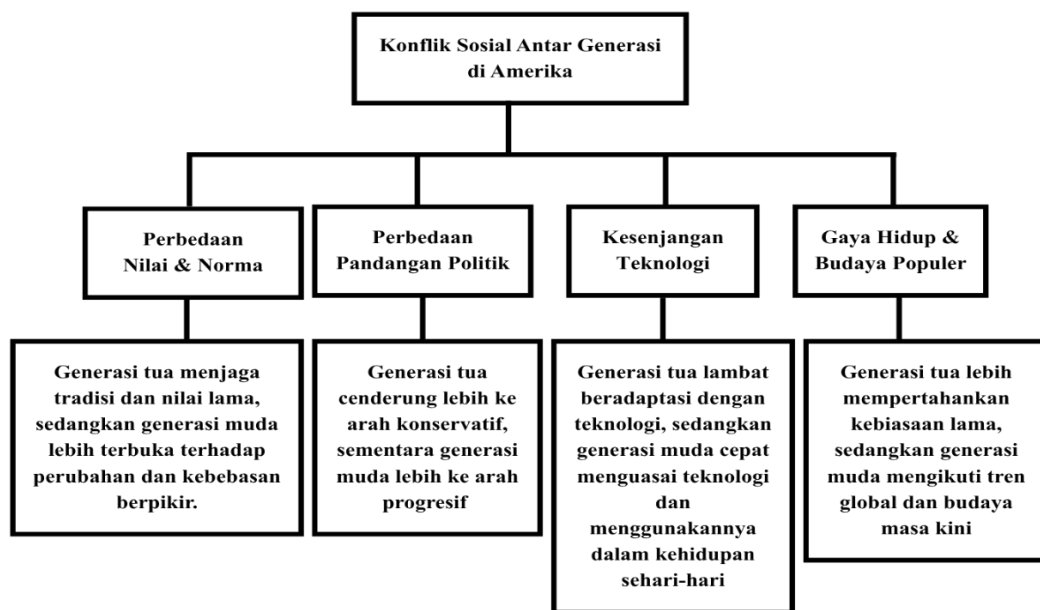 Konflik Sosial Antar Generasi
di Amerika
Perbedaan
Nilai & Norma
Perbedaan
Pandangan Politik
Kesenjangan
Teknologi
Gaya Hidup &
Budaya Populer
Generasi tua menjaga
tradisi dan nilai lama,
sedangkan generasi muda
lebih terbuka terhadap
perubahan dan kebebasan
berpikir.
Generasi tua
cenderung lebih ke
arah konservatif,
sementara generasi
muda lebih ke arah
progresif
Generasi tua lambat
beradaptasi dengan
teknologi, sedangkan
generasi muda cepat
menguasai teknologi
dan
menggunakannya
dalam kehidupan
sehari-hari
Generasi tua lebih
mempertahankan
kebiasaan lama,
sedangkan generasi
muda mengikuti tren
global dan budaya
masa kini